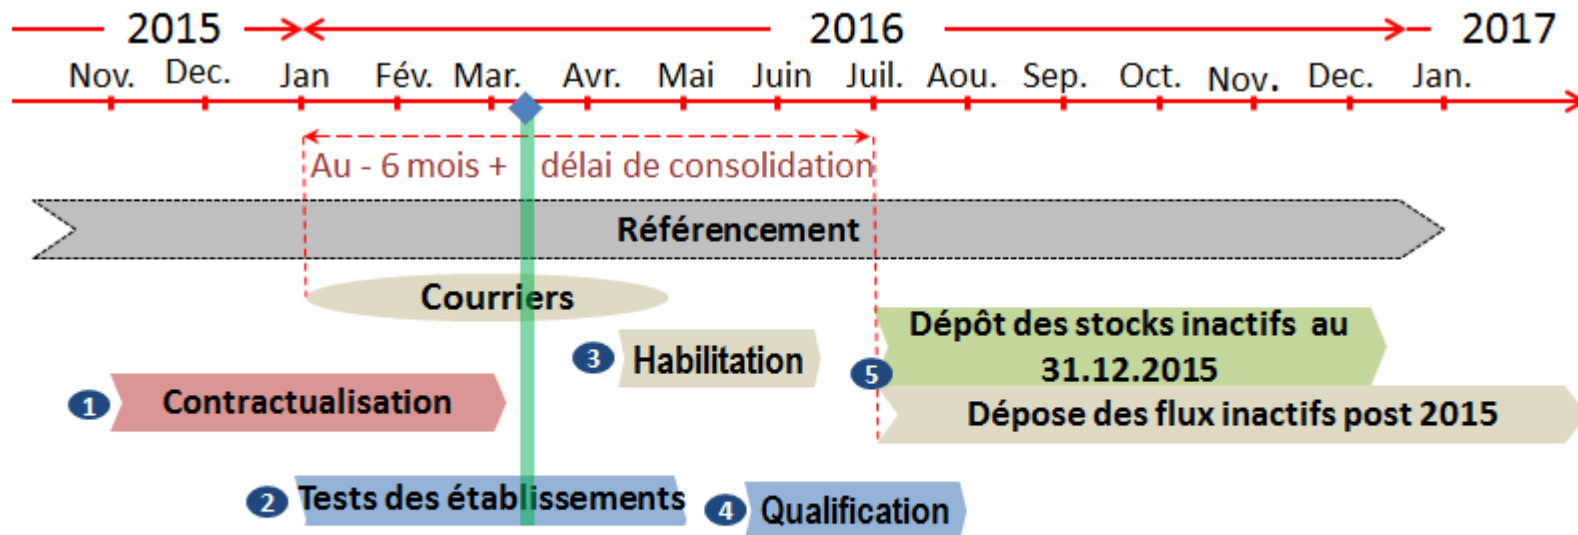 2015 2016 2017
Nov. Dec. Jan Fév. Mar. Avr. Mai Juin Juil. Aou. Sep. Oct. Nov. Dec. Jan.
Au - 6 mois + délai de consolidation
Référencement
Courriers
3 Habilitation
5 Dépôt des stocks inactifs au
31.12.2015
1 Contractualisation
Dépose des flux inactifs post 2015
2 Tests des établissements
4 Qualification